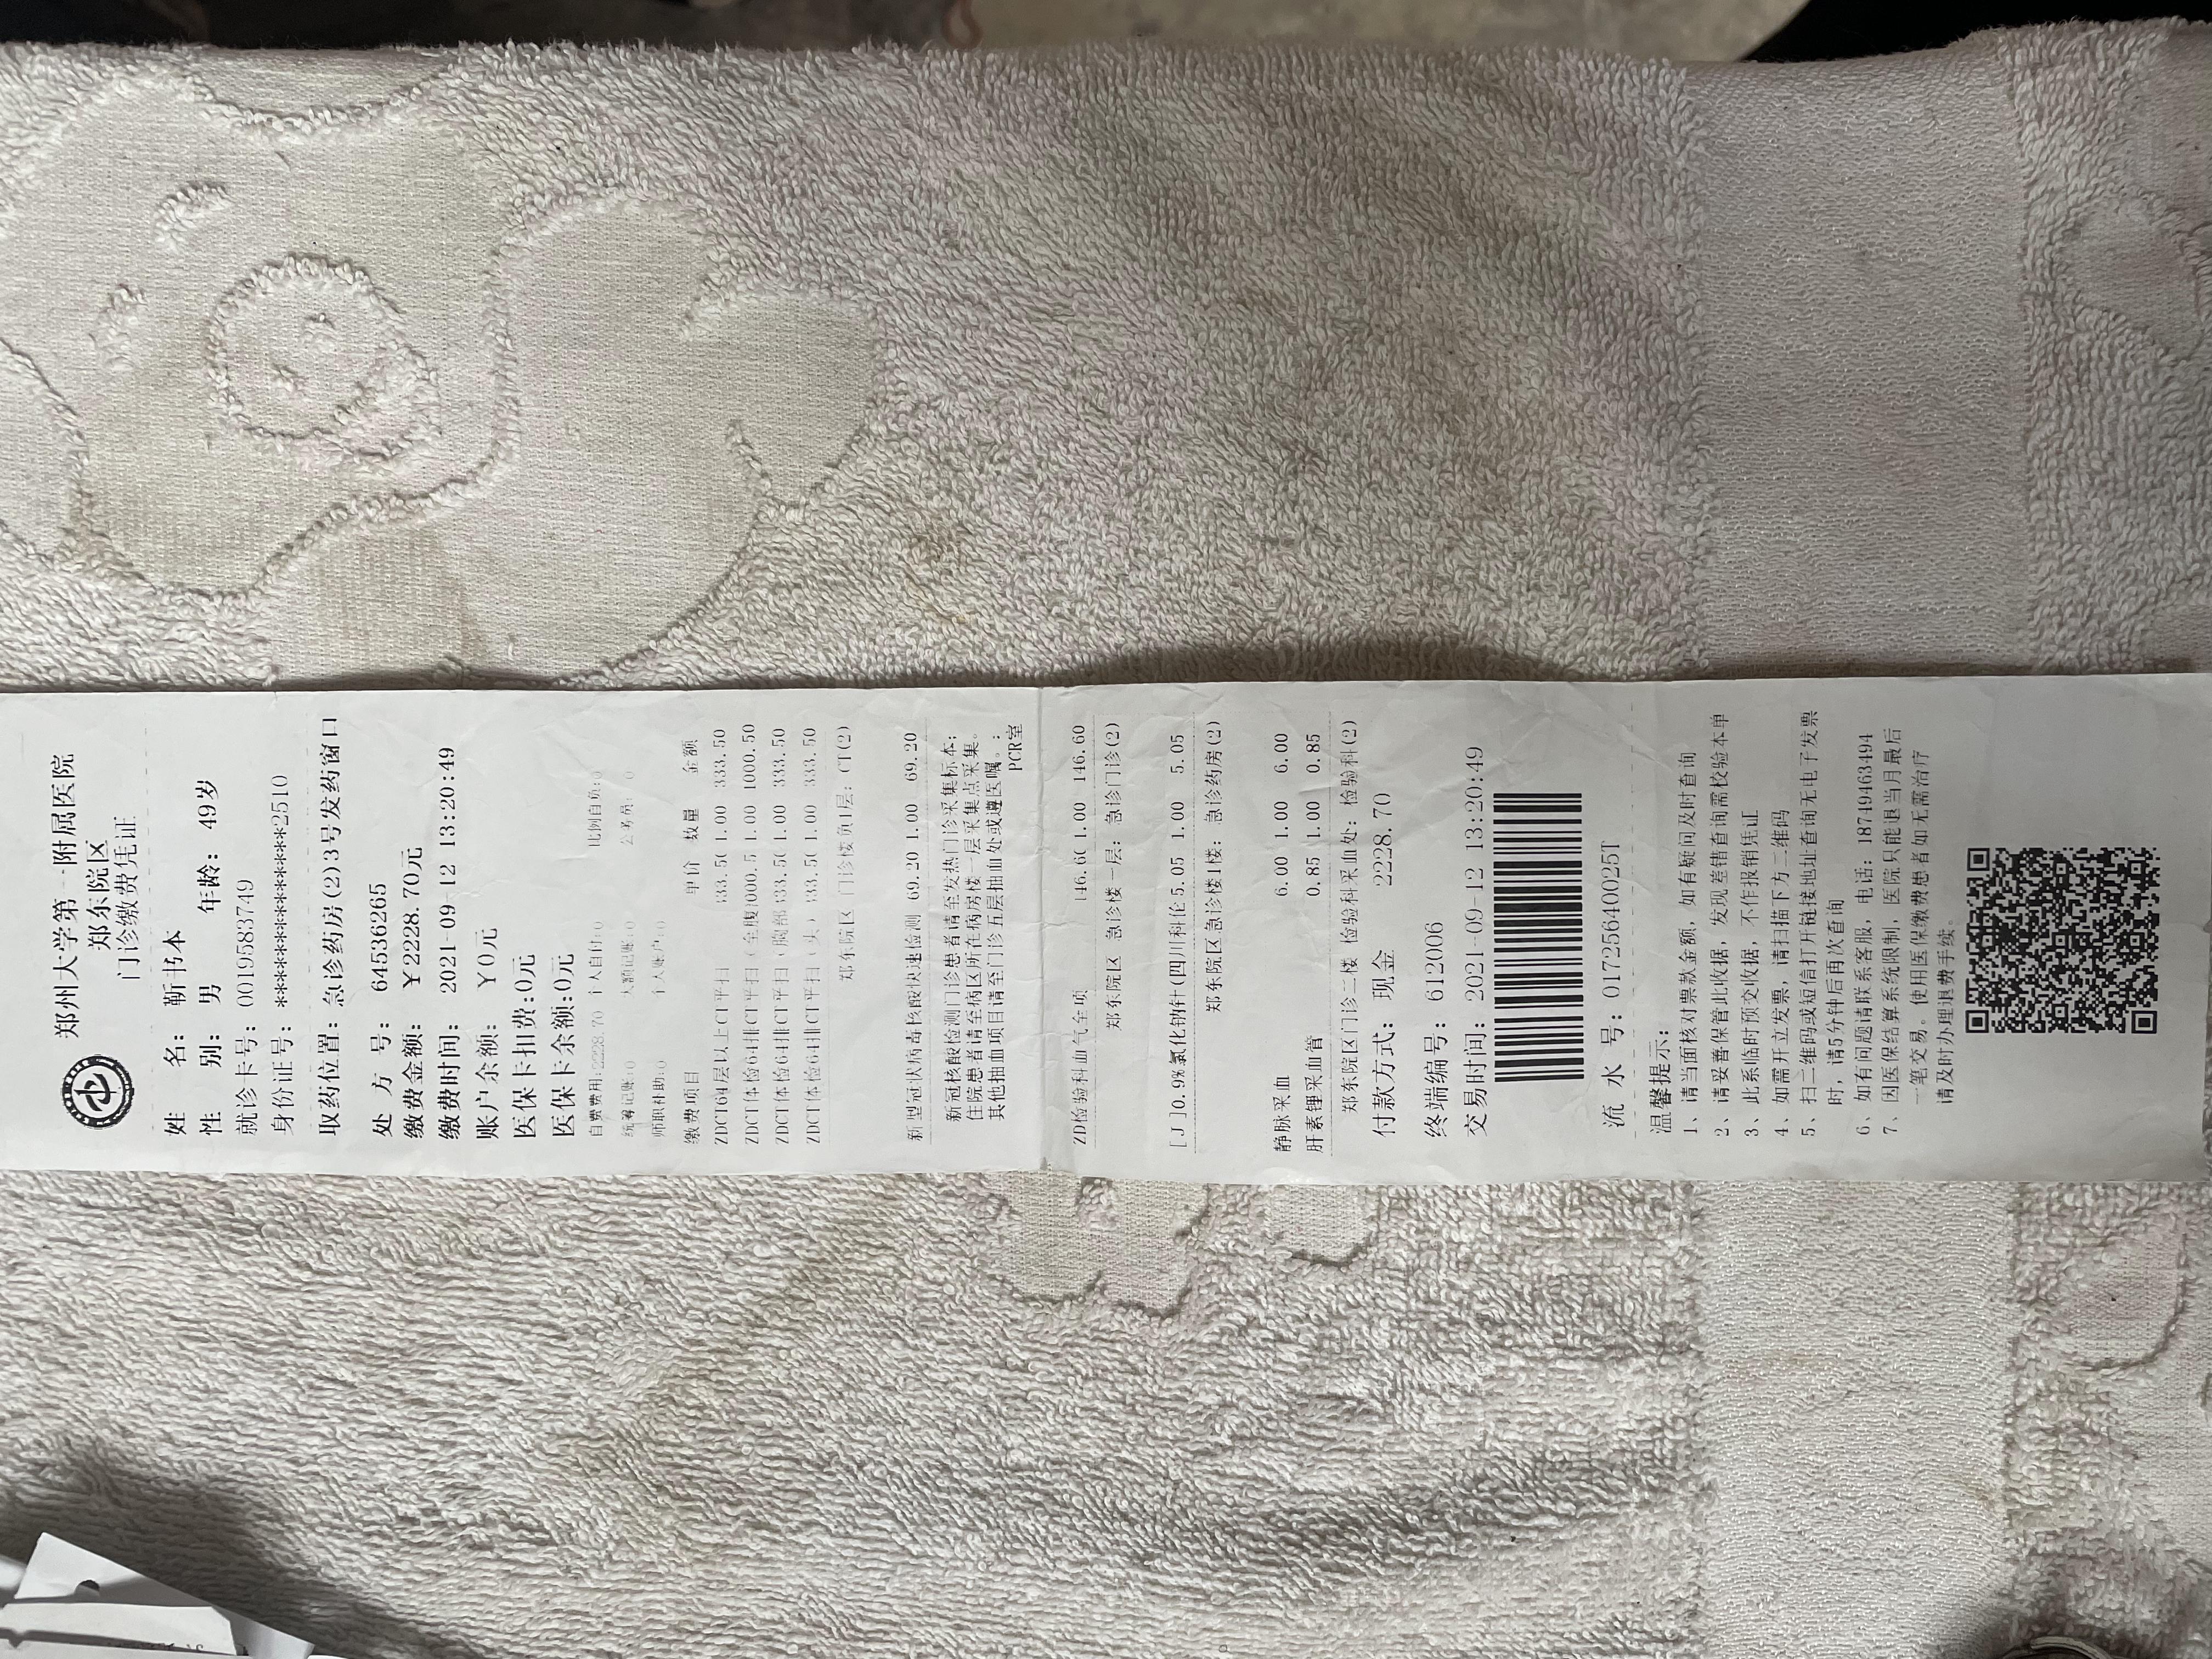 郑州大学第一附属医院
郑东院区
门诊缴费凭证
姓 名： 靳书本
性 别： 男 年龄： 49岁
就诊卡号：0019583749
身份证号：**************2510
取药位置：急诊药房(2)3号发药窗口
处 方 号： 64536265
缴费金额： ￥2228.70元
缴费时间： 2021-09-12 13:20:49
账户余额： ￥0元
医保卡扣费:0元
医保卡余额:0元
自费费用:2228.70 个人自付:0 比例自负:0
统筹记账:0 大额记账:0 公务员: 0
师职补助:0 个人账户:0
缴费项目 单价 数量 金额
ZDCT64层以上CT平扫 333.50 1.00 333.50
ZDCT体检64排CT平扫（全腹 1000.5 1.00 1000.50
ZDCT体检64排CT平扫（胸部 333.50 1.00 333.50
ZDCT体检64排CT平扫（头） 333.50 1.00 333.50
郑东院区 门诊楼负1层：CT(2)
新型冠状病毒核酸快速检测 69.20 1.00 69.20
新冠核酸检测门诊患者请至发热门诊采集标本；
住院患者请至病区所在病房楼一层采集点采集。
其他抽血项目请至门诊五层抽血处或遵医嘱。：
PCR室
ZD检验科血气全项 146.60 1.00 146.60
郑东院区 急诊楼一层：急诊门诊(2)
[J]0.9%氯化钠针(四川科伦 5.05 1.00 5.05
郑东院区急诊楼1楼：急诊药房(2)
静脉采血 6.00 1.00 6.00
肝素锂采血管 0.85 1.00 0.85
郑东院区门诊二楼 检验科采血处：检验科(2)
付款方式：现金 2228.70
终端编号：612006
交易时间：2021-09-12 13:20:49
流 水 号：01725640025T
温馨提示：
1、请当面核对票款金额，如有疑问及时查询
2、请妥善保管此收据，发现差错查询需校验本单
3、此系临时预交收据，不作报销凭证
4、如需开立发票，请扫描下方二维码
5、扫二维码或短信打开链接地址查询无电子发票
时，请5分钟后再次查询
6、如有问题请联系客服，电话：18749463494
7、因医保结算系统限制，医院只能退当月最后
一笔交易。使用医保缴费患者如无需治疗
请及时办理退费手续。